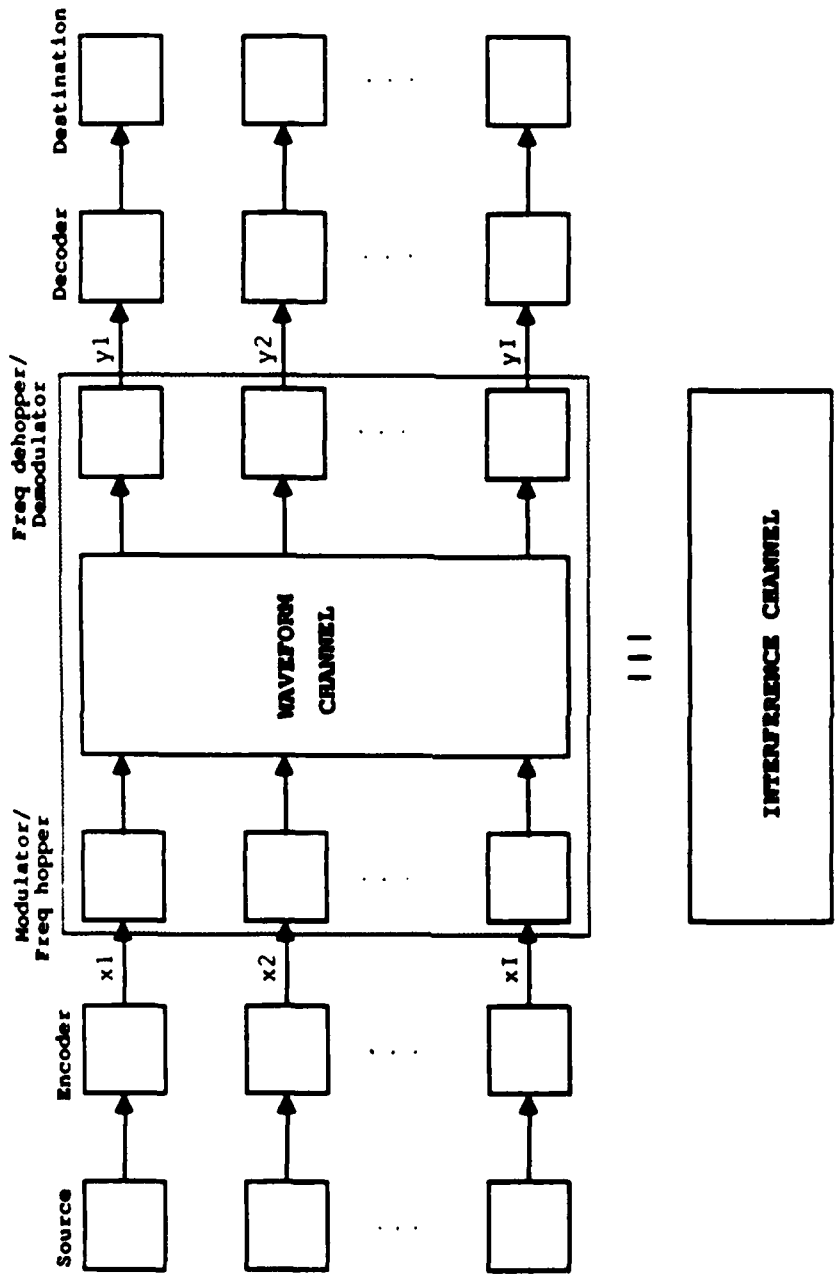 Source
Encoder
Modulator/
Freq hopper
Freq dehopper/
Demodulator
Decoder
Destination
x1
y1
x2
y2
xI
yI
WAVEFORM
CHANNEL
INTERFERENCE CHANNEL